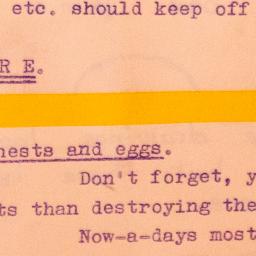 etc. should keep off
R E.
nests and eggs.
Don't forget, y
ts than destroying the
Now-a-days most